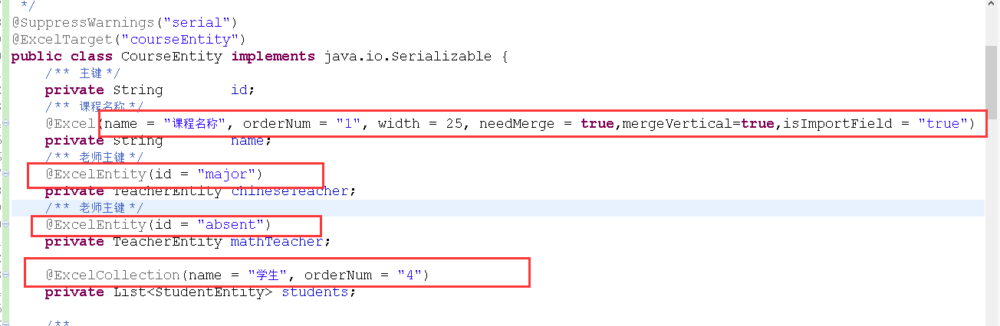 */
@SuppressWarnings("serial")
@ExcelTarget("courseEntity")
public class CourseEntity implements java.io.Serializable {
/** 主键 */
private String id;
/** 课程名称 */
@Excel(name = "课程名称", orderNum = "1", width = 25, needMerge = true,mergeVertical=true,isImportField = "true")
private String name;
/** 老师主键 */
@ExcelEntity(id = "major")
private TeacherEntity chineseTeacher;
/** 老师主键 */
@ExcelEntity(id = "absent")
private TeacherEntity mathTeacher;
@ExcelCollection(name = "学生", orderNum = "4")
private List<StudentEntity> students;
/**